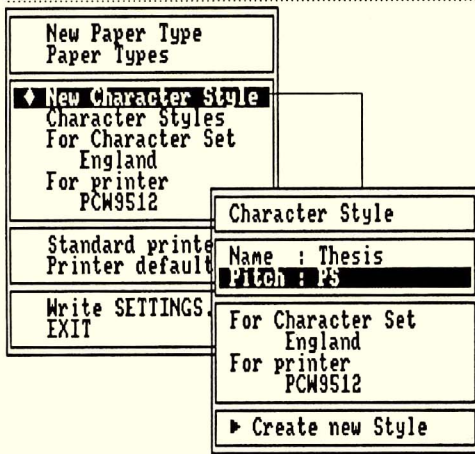 New Paper Type
Paper Types
♦ New Character Style
Character Styles
For Character Set
England
For printer
PCW9512
Standard printe
Printer default
Write SETTINGS.
EXIT
Character Style
Name : Thesis
Pitch : PS
For Character Set
England
For printer
PCW9512
▶ Create new Style